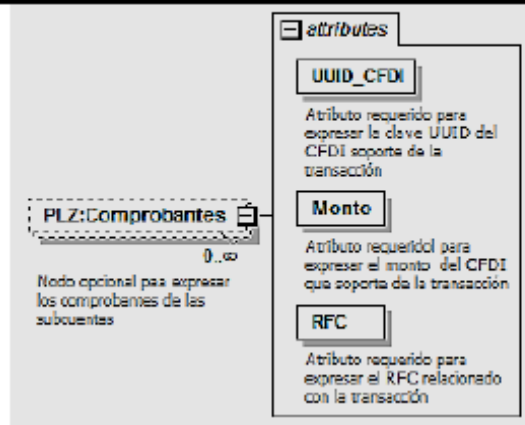 attributes
UUID_CFDI
Atributo requerido para
expresar la clave UUID del
CFDI soporte de la
transacción
PLZ:Comprobantes
0..∞
Nodo opcional paa expresar
los comprobantes de las
subcuentas
Monto
Atributo requeridol para
expresar el monto del CFDI
que soporte de la transacción
RFC
Atributo requerido para
expresar el RFC relacionado
con la transacción